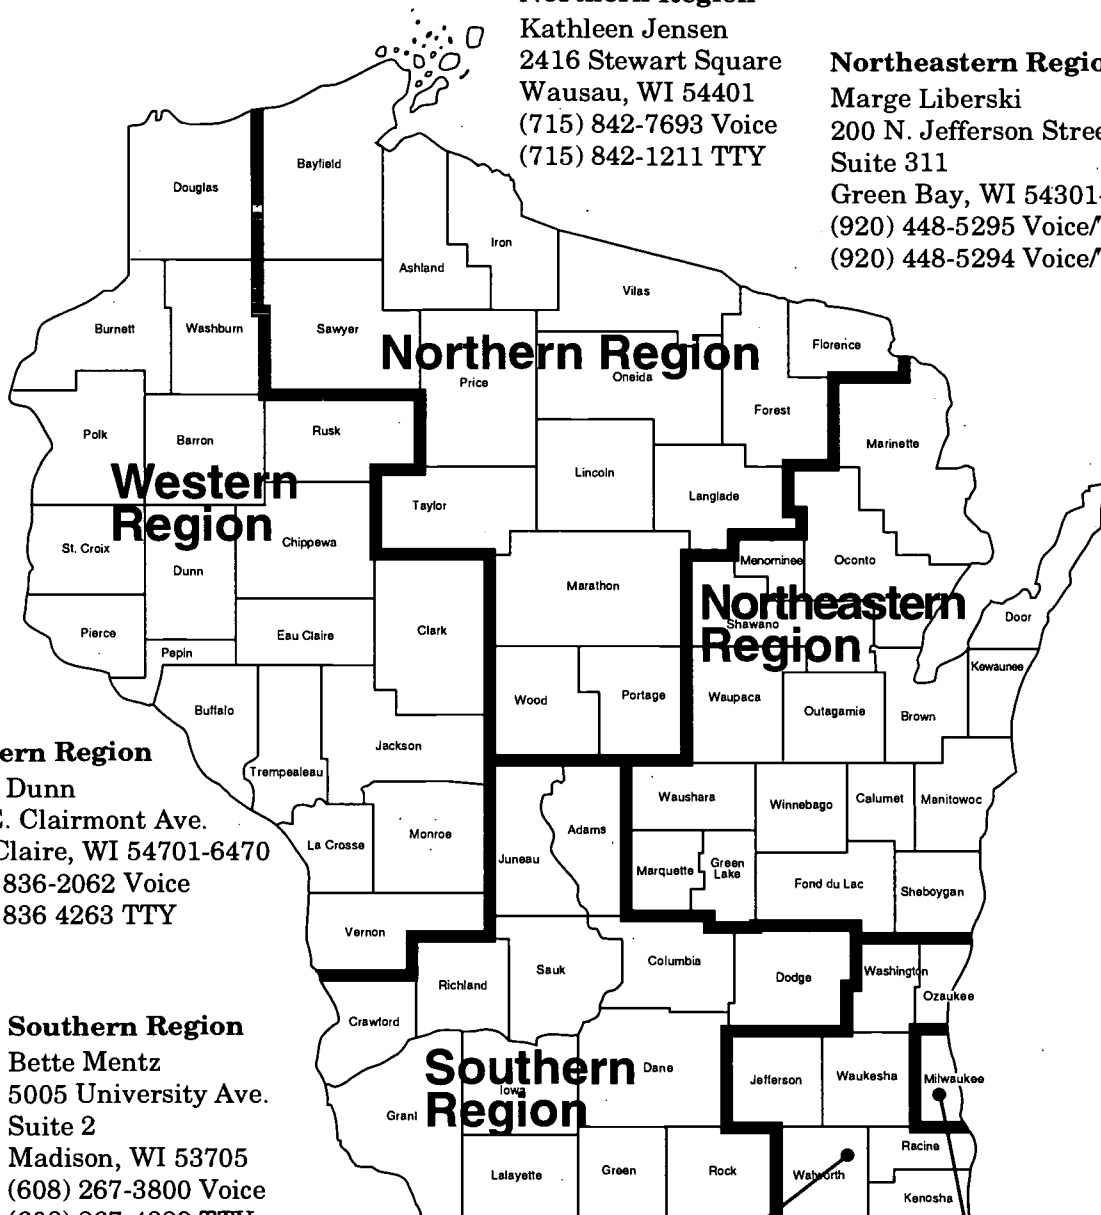 Northern Region
Kathleen Jensen
2416 Stewart Square
Wausau, WI 54401
(715) 842-7693 Voice
(715) 842-1211 TTY
Northeastern Regio
Marge Liberski
200 N. Jefferson Stree
Suite 311
Green Bay, WI 54301-
(920) 448-5295 Voice/
(920) 448-5294 Voice/
Douglas
Bayfield
Ashland
Iron
Vilas
Burnett
Washburn
Sawyer
Northern Region
Price
Oneida
Florence
Forest
Marinette
Polk
Barron
Rusk
Lincoln
Langlade
Taylor
Western
Region
St. Croix
Dunn
Chippewa
Marathon
Menominee
Oconto
Northeastern
Region
Shawano
Door
Pierce
Pepin
Eau Claire
Clark
Kewaunee
Buffalo
Wood
Portage
Waupaca
Outagamie
Brown
Jackson
Trempealeau
ern Region
Dunn
E. Clairmont Ave.
Claire, WI 54701-6470
836-2062 Voice
836 4263 TTY
Waushara
Winnebago
Calumet
Manitowoc
La Crosse
Monroe
Juneau
Adams
Marquette
Green
Lake
Fond du Lac
Sheboygan
Vernon
Richland
Sauk
Columbia
Dodge
Washington
Ozaukee
Crawford
Southern
Region
Iowa
Dane
Jefferson
Waukesha
Milwaukee
Grant
Lafayette
Green
Rock
Walworth
Racine
Kenosha
Southern Region
Bette Mentz
5005 University Ave.
Suite 2
Madison, WI 53705
(608) 267-3800 Voice